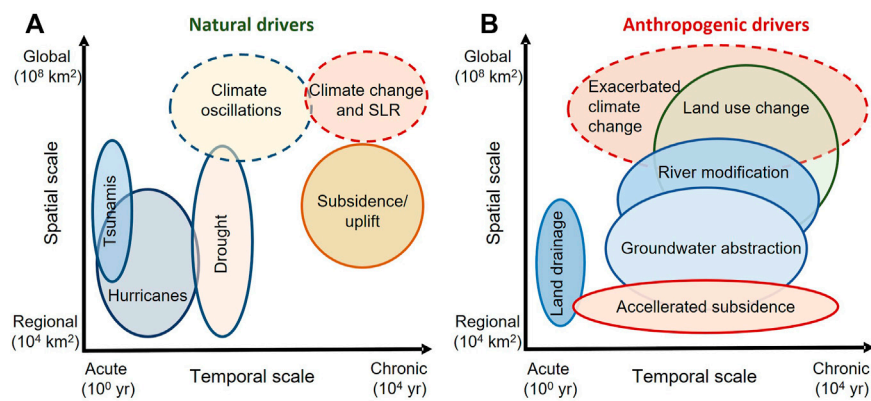 A
Natural drivers
Global
(10⁸ km²)
Spatial scale
Regional
(10⁴ km²)
Climate
oscillations
Climate change
and SLR
Tsunamis
Hurricanes
Drought
Subsidence/
uplift
Acute
(10⁰ yr)
Temporal scale
Chronic
(10⁴ yr)
B
Anthropogenic drivers
Global
(10⁸ km²)
Spatial scale
Regional
(10⁴ km²)
Exacerbated
climate
change
Land use change
River modification
Groundwater abstraction
Land drainage
Accellerated subsidence
Acute
(10⁰ yr)
Temporal scale
Chronic
(10⁴ yr)